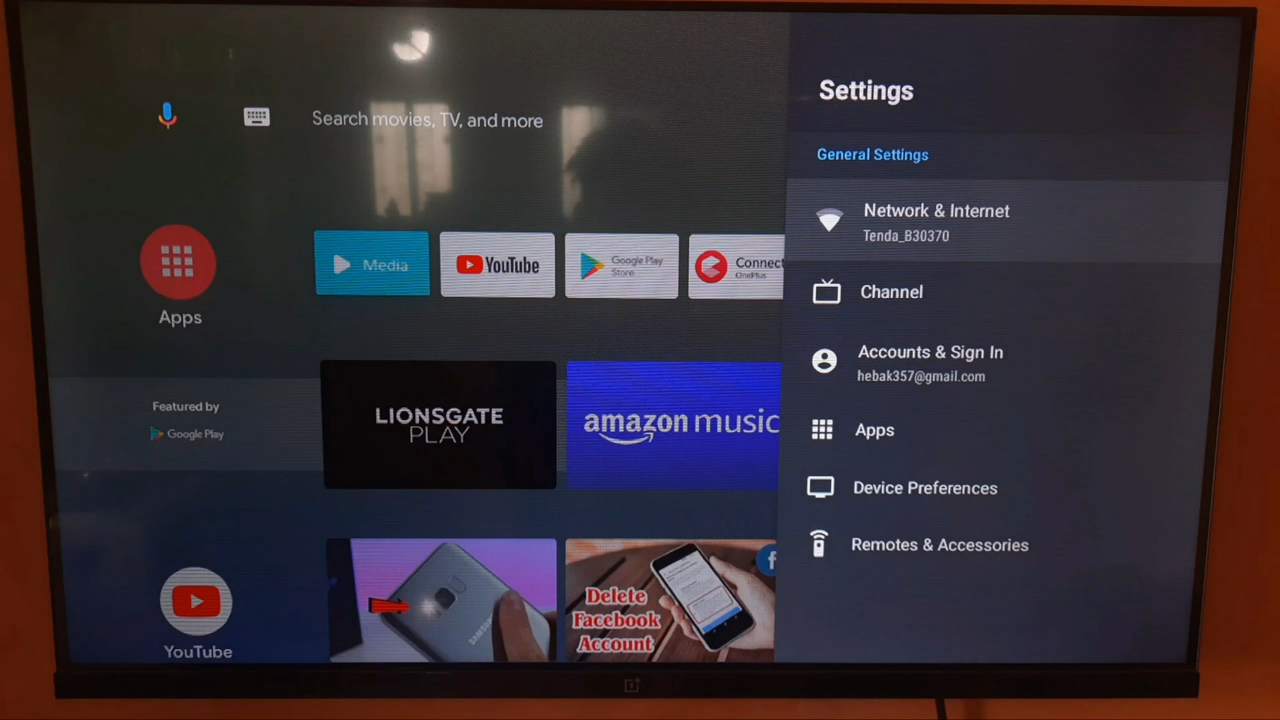 Search movies, TV, and more
Apps
Media
YouTube
Google Play
Store
Connect
OnePlus
Featured by
Google Play
LIONSGATE
PLAY
amazon music
SAMSUNG
Delete
Facebook
Account
YouTube
Settings
General Settings
Network & Internet
Tenda_B30370
Channel
Accounts & Sign In
hebak357@gmail.com
Apps
Device Preferences
Remotes & Accessories